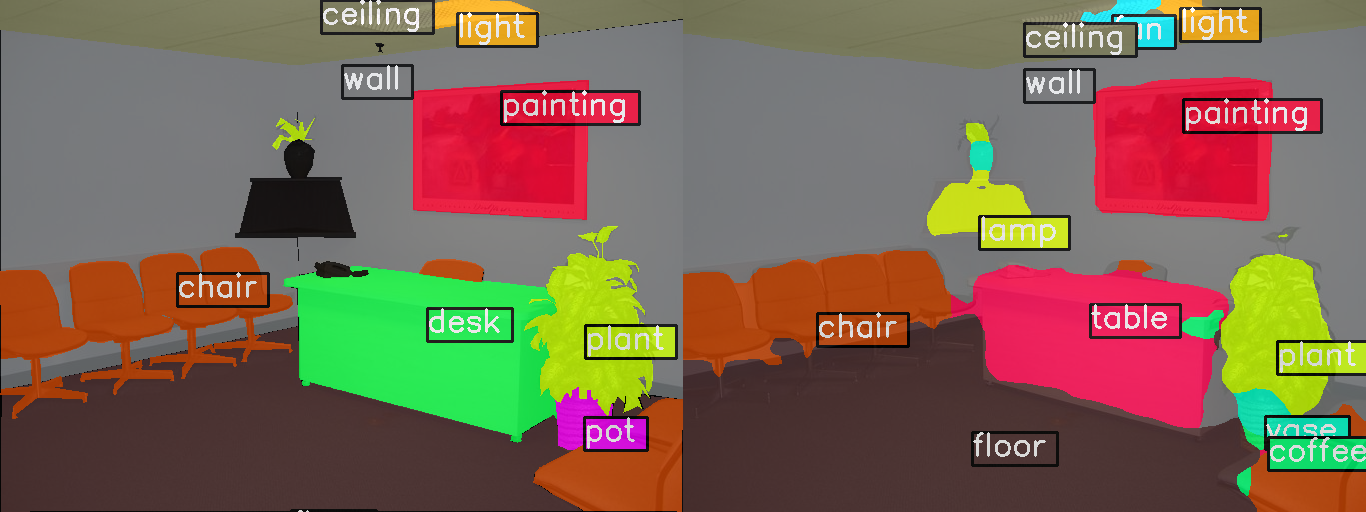 ceiling
light
wall
painting
chair
desk
plant
pot
ceiling
light
wall
painting
lamp
chair
table
plant
floor
vase
coffee